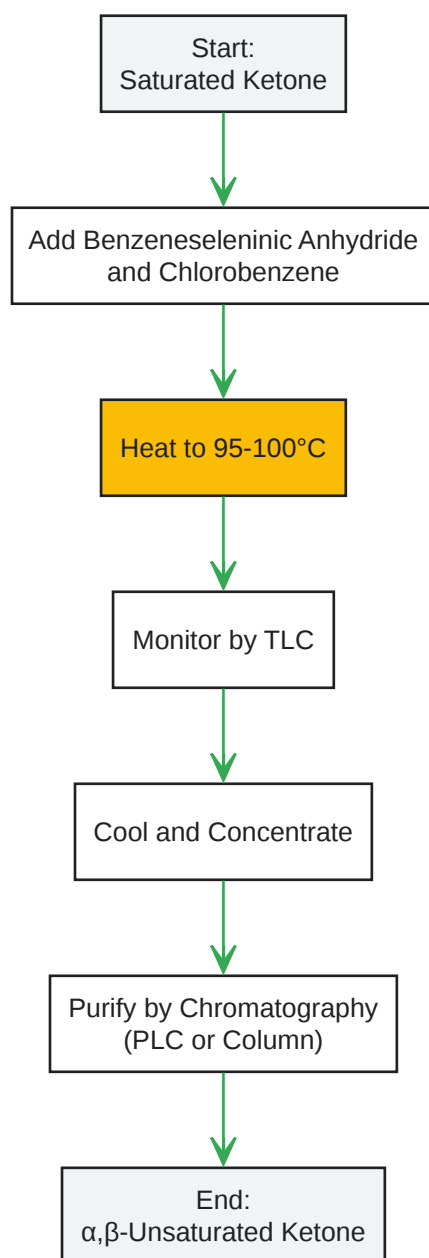 Start:
Saturated Ketone
Add Benzeneseleninic Anhydride
and Chlorobenzene
Heat to 95-100°C
Monitor by TLC
Cool and Concentrate
Purify by Chromatography
(PLC or Column)
End:
α,β-Unsaturated Ketone